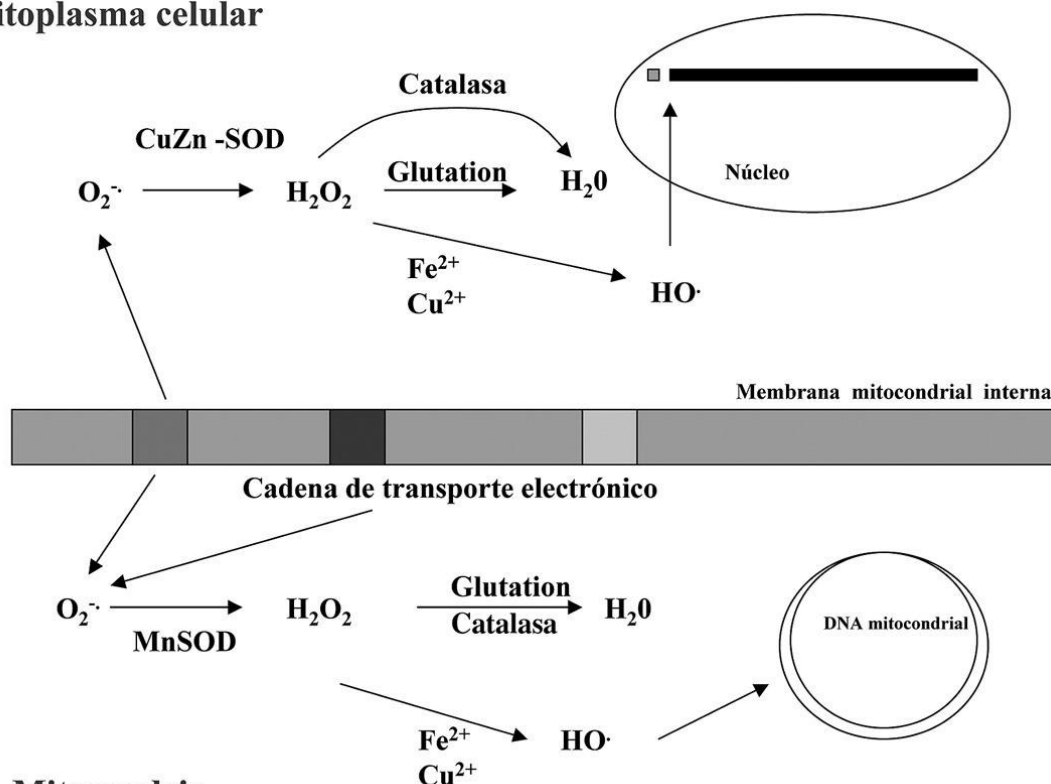 itoplasma celular
Catalasa
CuZn -SOD
O₂⁻· H₂O₂ Glutation H₂0
Núcleo
Fe²⁺
Cu²⁺
HO·
Membrana mitocondrial interna
Cadena de transporte electrónico
O₂⁻· MnSOD H₂O₂ Glutation H₂0
Catalasa
DNA mitocondrial
Fe²⁺ HO·
Cu²⁺